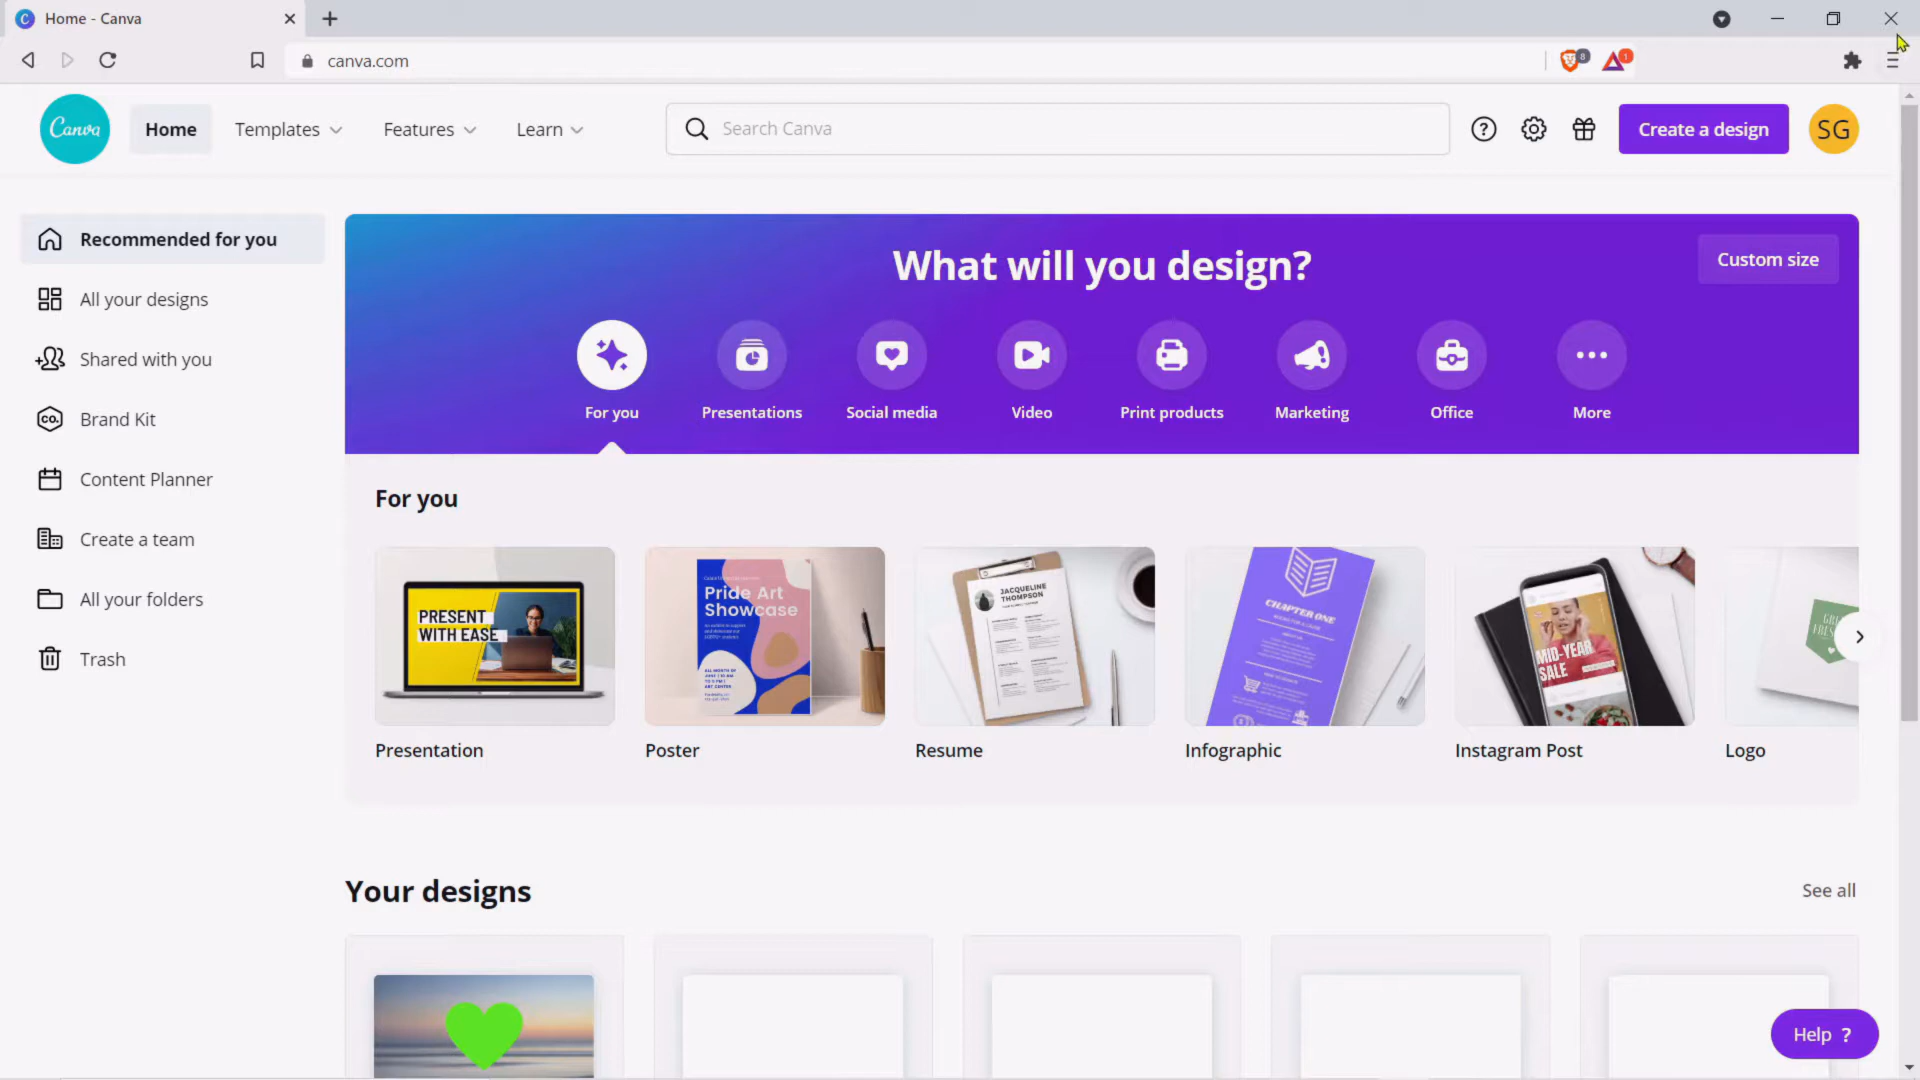 Home - Canva
canva.com
8
1
Canva
Home
Templates
Features
Learn
Search Canva
Create a design
SG
Recommended for you
All your designs
Shared with you
CO.
Brand Kit
Content Planner
Create a team
All your folders
Trash
What will you design?
Custom size
For you
Presentations
Social media
Video
Print products
Marketing
Office
More
For you
PRESENT
WITH EASE
Pride Art
Showcase
JACQUELINE
THOMPSON
CHAPTER ONE
MID-YEAR
SALE
Presentation
Poster
Resume
Infographic
Instagram Post
Logo
Your designs
See all
Help ?